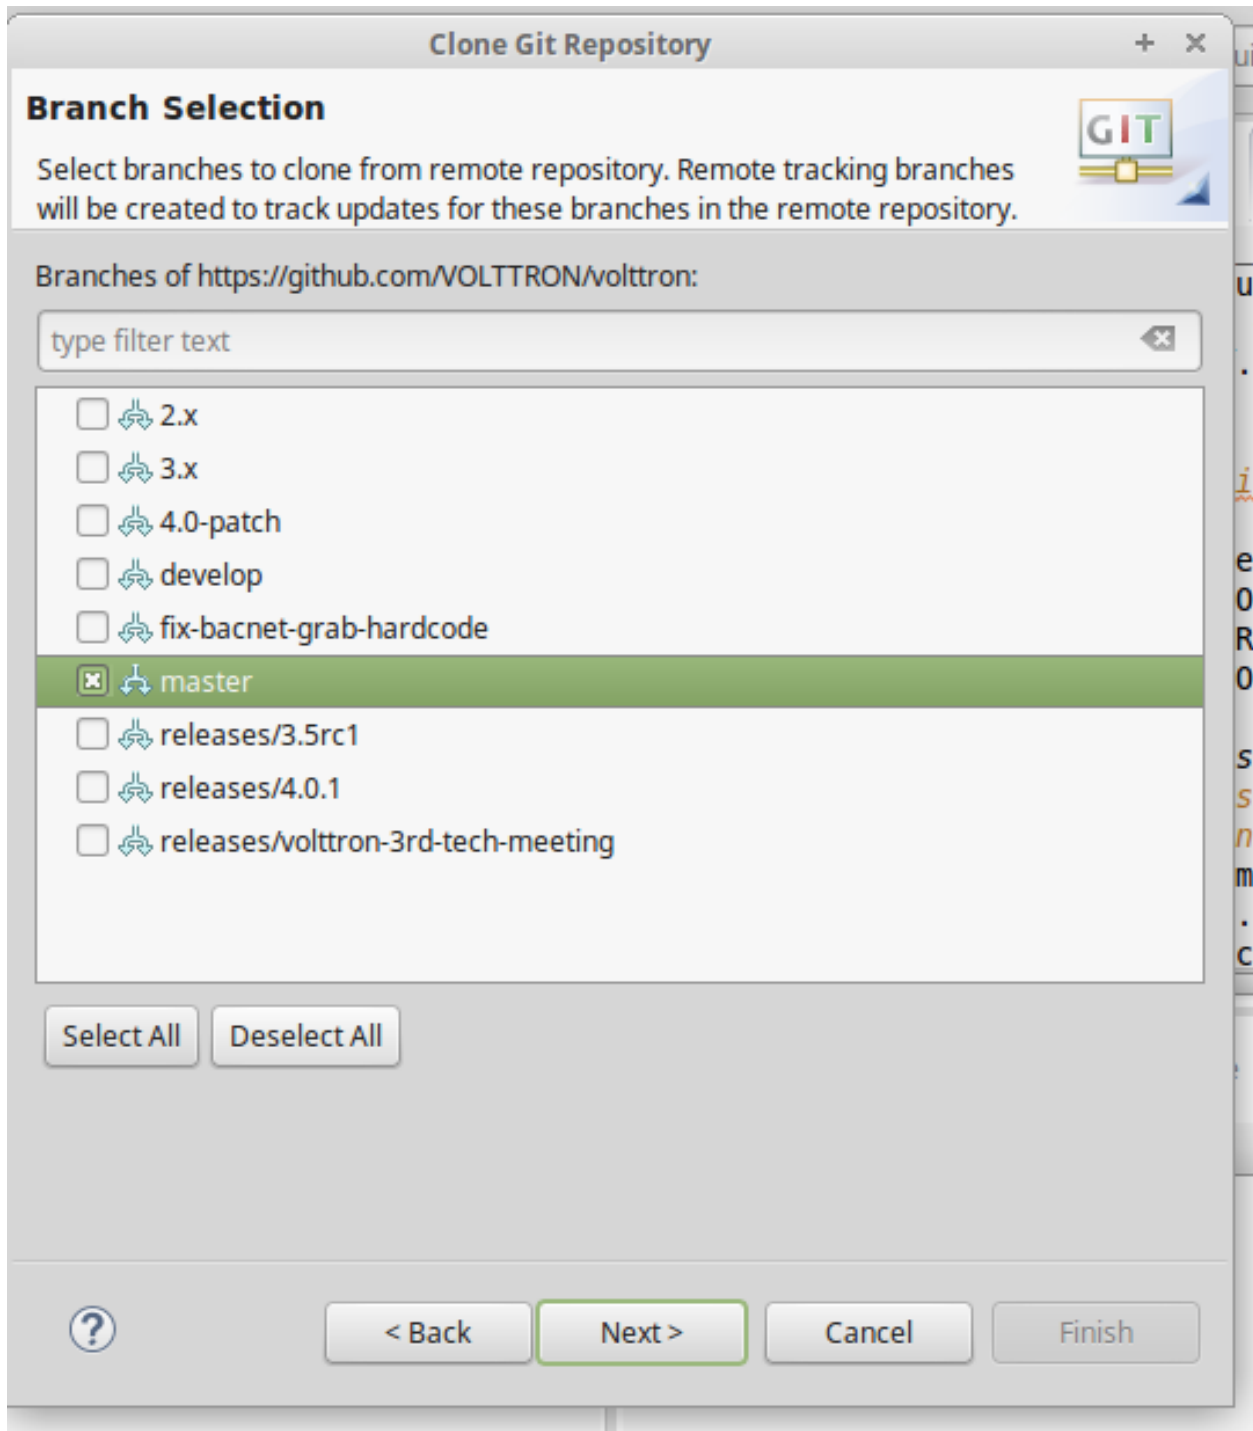 Clone Git Repository
Branch Selection
GIT
Select branches to clone from remote repository. Remote tracking branches
will be created to track updates for these branches in the remote repository.
Branches of https://github.com/VOLTTRON/volttron:
type filter text
2.x
3.x
4.0-patch
develop
fix-bacnet-grab-hardcode
master
releases/3.5rc1
releases/4.0.1
releases/volttron-3rd-tech-meeting
Select All
Deselect All
?
< Back
Next >
Cancel
Finish